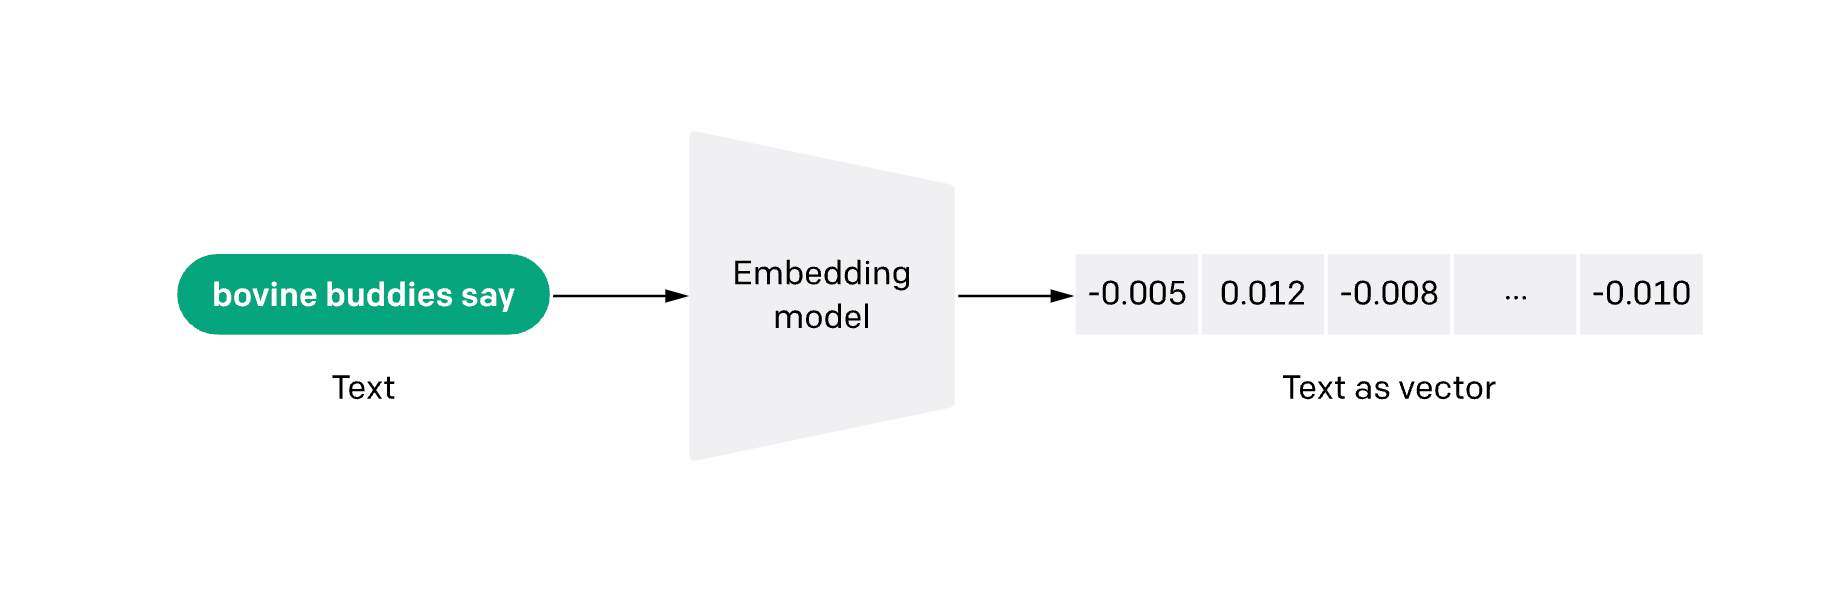 bovine buddies say
Text
Embedding
model
-0.005 0.012 -0.008 ... -0.010
Text as vector